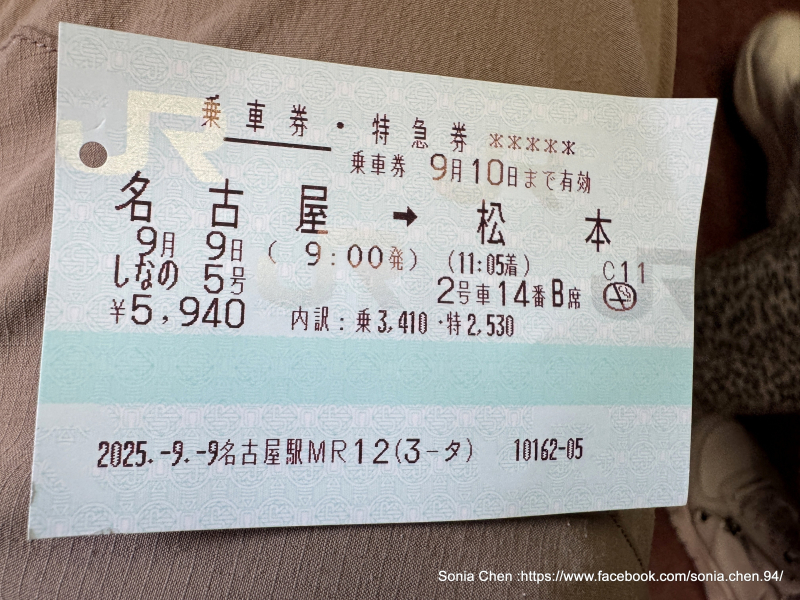 乗車券・特急券 ×××××
乗車券 9月10日まで有効
名古屋 → 松本
9月 9日 ( 9:00発) (11:05着) C11
しなの 5号 2号車14番B席
¥5,940 内訳：乗3,410・特2,530
2025.-9.-9名古屋駅MR12(3-タ) 10162-05
JR
Sonia Chen :https://www.facebook.com/sonia.chen.94/